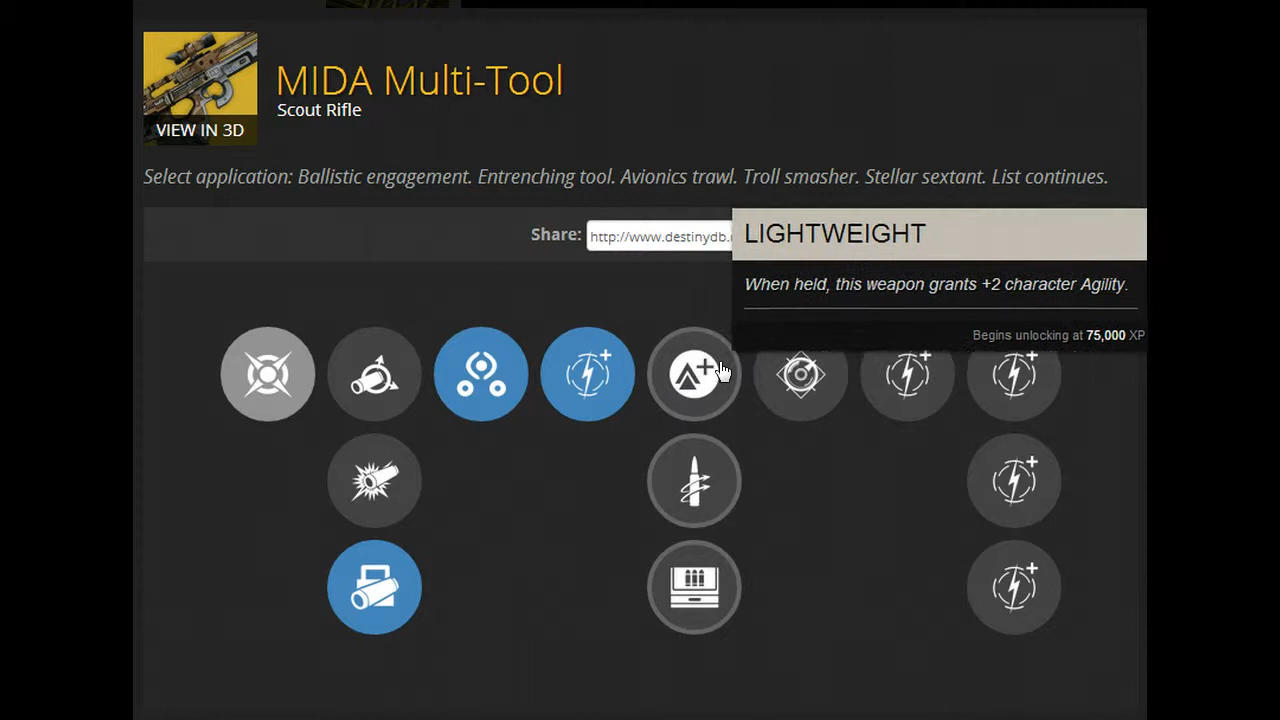 MIDA Multi-Tool
Scout Rifle
VIEW IN 3D
Select application: Ballistic engagement. Entrenching tool. Avionics trawl. Troll smasher. Stellar sextant. List continues.
Share: http://www.destinydb.
LIGHTWEIGHT
When held, this weapon grants +2 character Agility.
Begins unlocking at 75,000 XP